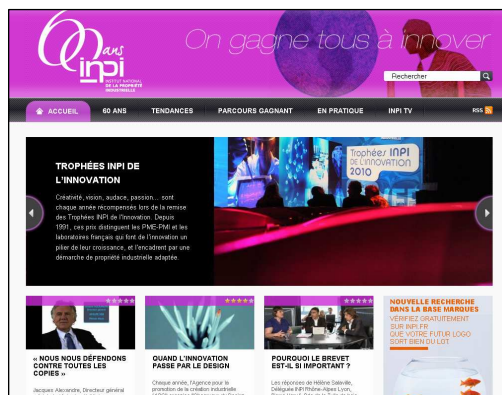 60 ans
inpi
INSTITUT NATIONAL
DE LA PROPRIÉTÉ
INDUSTRIELLE
On gagne tous à innover
Rechercher
ACCUEIL 60 ANS TENDANCES PARCOURS GAGNANT EN PRATIQUE INPI TV RSS
TROPHÉES INPI DE
L'INNOVATION
Créativité, vision, audace, passion... sont
chaque année récompensés lors de la remise
des Trophées INPI de l'Innovation. Depuis
1991, ces prix distinguent les PME-PMI et les
laboratoires français qui font de l'innovation un
pilier de leur croissance, et l'encadrent par une
démarche de propriété industrielle adaptée.
Trophées INPI
DE L'INNOVATION
2010
« NOUS NOUS DÉFENDONS
CONTRE TOUTES LES
COPIES »
Jacques Alexandre, Directeur général
QUAND L'INNOVATION
PASSE PAR LE DESIGN
Chaque année, l'Agence pour la
promotion de la création industrielle
POURQUOI LE BREVET
EST-IL SI IMPORTANT ?
Les réponses de Hélène Salaville,
Déléguée INPI Rhône-Alpes Lyon,
NOUVELLE RECHERCHE
DANS LA BASE MARQUES
VÉRIFIEZ GRATUITEMENT
SUR INPI.FR
QUE VOTRE FUTUR LOGO
SORT BIEN DU LOT